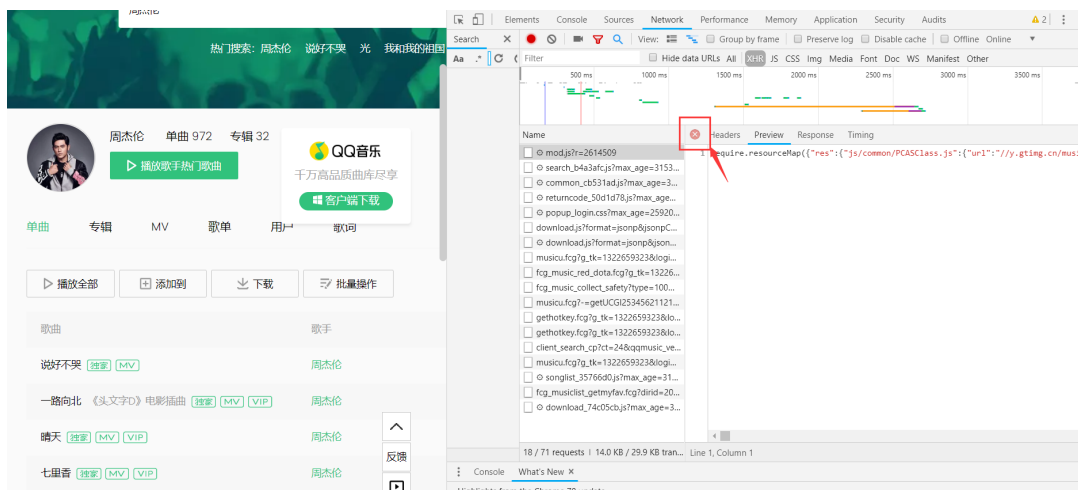 热门搜索: 周杰伦 说好不哭 光 我和我的祖国
周杰伦 单曲 972 专辑 32
播放歌手热门歌曲
QQ音乐
千万高品质曲库尽享
客户端下载
单曲 专辑 MV 歌单 用户 歌词
播放全部 添加到 下载 批量操作
歌曲 歌手
说好不哭 独家 MV 周杰伦
一路向北 《头文字D》电影插曲 独家 MV VIP 周杰伦
晴天 独家 MV VIP 周杰伦
反馈
七里香 独家 MV VIP 周杰伦
Elements Console Sources Network Performance Memory Application Security Audits 2
Search View: Group by frame Preserve log Disable cache Offline Online
Aa .* Filter Hide data URLs All XHR JS CSS Img Media Font Doc WS Manifest Other
500 ms 1000 ms 1500 ms 2000 ms 2500 ms 3000 ms 3500 ms
Name Headers Preview Response Timing
mod.js?r=2614509
1 require.resourceMap({"res":{"js/common/PCASClass.js":{"url":"//y.gtimg.cn/musi
search_b4a3afc.js?max_age=3153...
common_cb531ad.js?max_age=3...
returncode_50d1d78.js?max_age...
popup_login.css?max_age=25920...
download.js?format=jsonp&jsonpC...
download.js?format=jsonp&json...
musicu.fcg?g_tk=1322659323&logi...
fcg_music_red_dota.fcg?g_tk=13226...
fcg_music_collect_safety?type=100...
musicu.fcg?-=getUCGI25345621121...
gethotkey.fcg?g_tk=1322659323&lo...
gethotkey.fcg?g_tk=1322659323&lo...
client_search_cp?ct=24&qqmusic_ve...
musicu.fcg?g_tk=1322659323&logi...
songlist_35766d0.js?max_age=31...
fcg_musiclist_getmyfav.fcg?dirid=20...
download_74c05cb.js?max_age=3...
18 / 71 requests | 14.0 KB / 29.9 KB tran... Line 1, Column 1
Console What's New ×